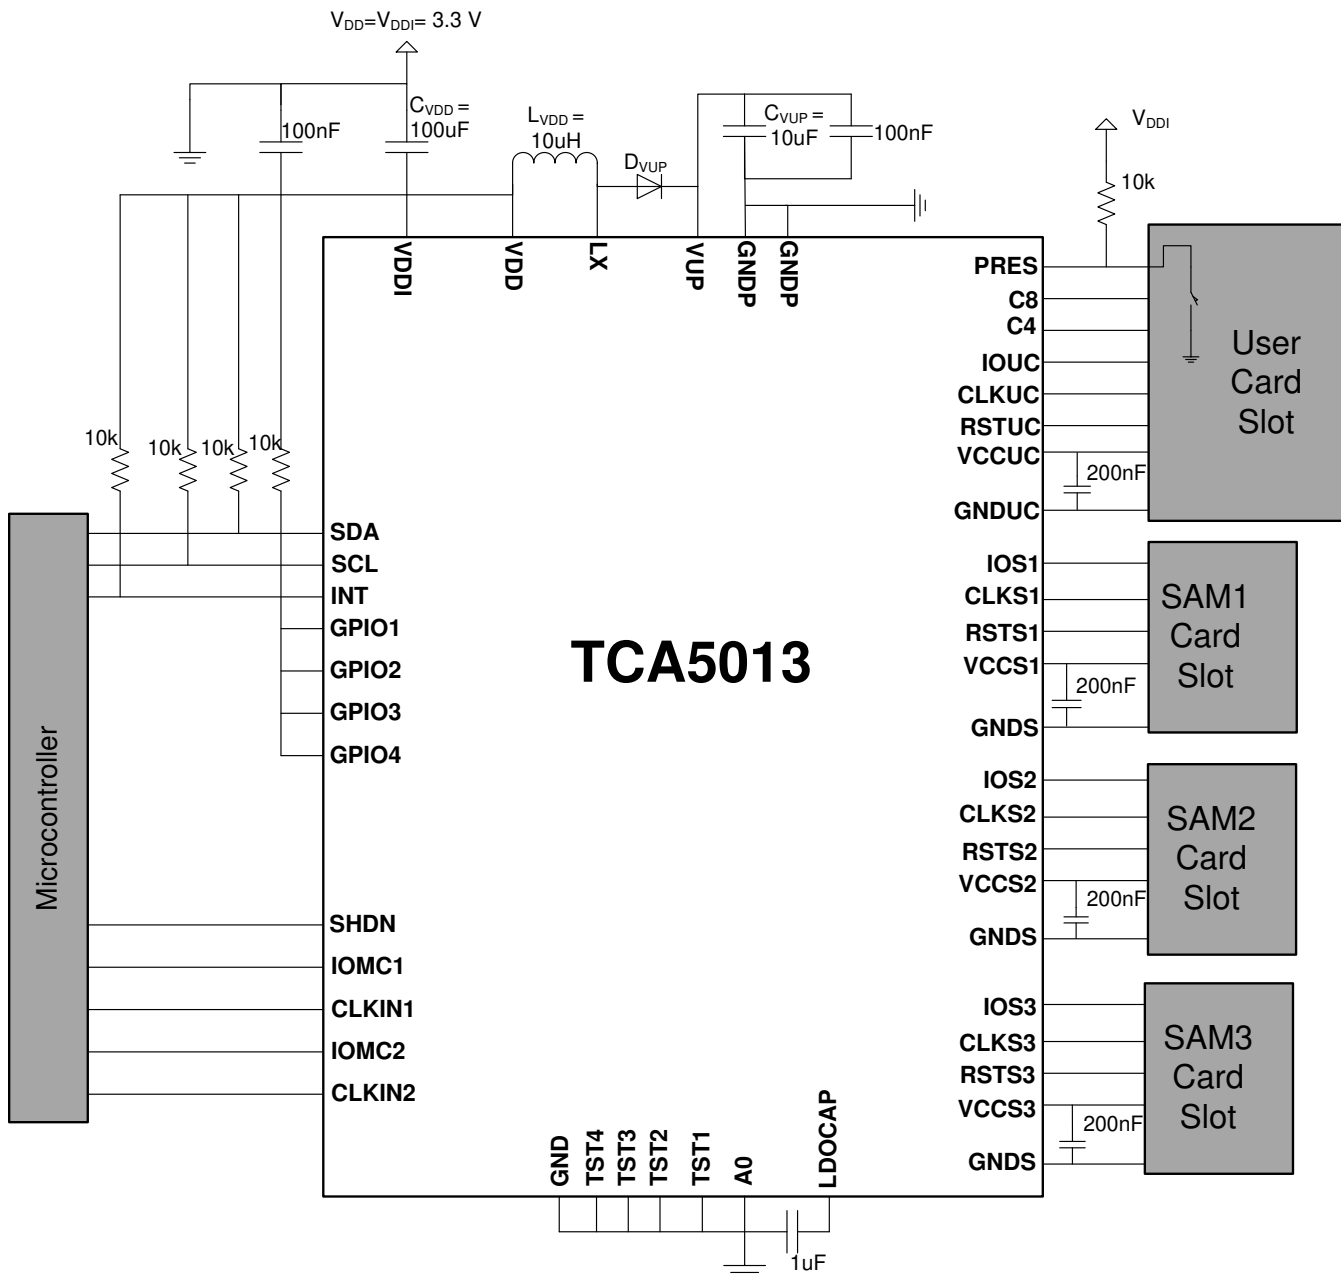 VDD=VDDI= 3.3 V
100nF
CVDD =
100uF
LVDD =
10uH
DVUP
CVUP =
10uF
100nF
VDDI
10k
VDDI
VDD
LX
VUP
GNDP
GNDP
10k
10k
10k
10k
Microcontroller
SDA
SCL
INT
GPIO1
GPIO2
GPIO3
GPIO4
SHDN
IOMC1
CLKIN1
IOMC2
CLKIN2
TCA5013
PRES
C8
C4
IOUC
CLKUC
RSTUC
VCCUC
GNDUC
200nF
User
Card
Slot
IOS1
CLKS1
RSTS1
VCCS1
GNDS
200nF
SAM1
Card
Slot
IOS2
CLKS2
RSTS2
VCCS2
GNDS
200nF
SAM2
Card
Slot
IOS3
CLKS3
RSTS3
VCCS3
GNDS
200nF
SAM3
Card
Slot
GND
TST4
TST3
TST2
TST1
A0
LDOCAP
1uF